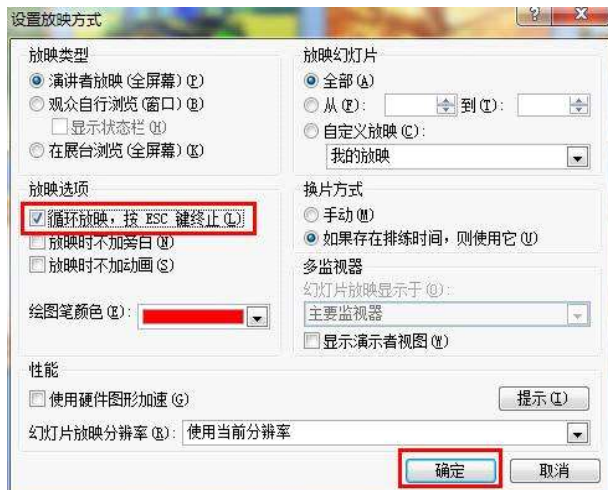 设置放映方式
放映类型
演讲者放映(全屏幕)(P)
观众自行浏览(窗口)(B)
显示状态栏(H)
在展台浏览(全屏幕)(K)
放映幻灯片
全部(A)
从(F): 到(T):
自定义放映(C):
我的放映
放映选项
循环放映，按 ESC 键终止(L)
放映时不加旁白(N)
放映时不加动画(S)
绘图笔颜色(E):
换片方式
手动(M)
如果存在排练时间，则使用它(U)
多监视器
幻灯片放映显示于(O):
主要监视器
显示演示者视图(W)
性能
使用硬件图形加速(G)
提示(I)
幻灯片放映分辨率(R): 使用当前分辨率
确定 取消